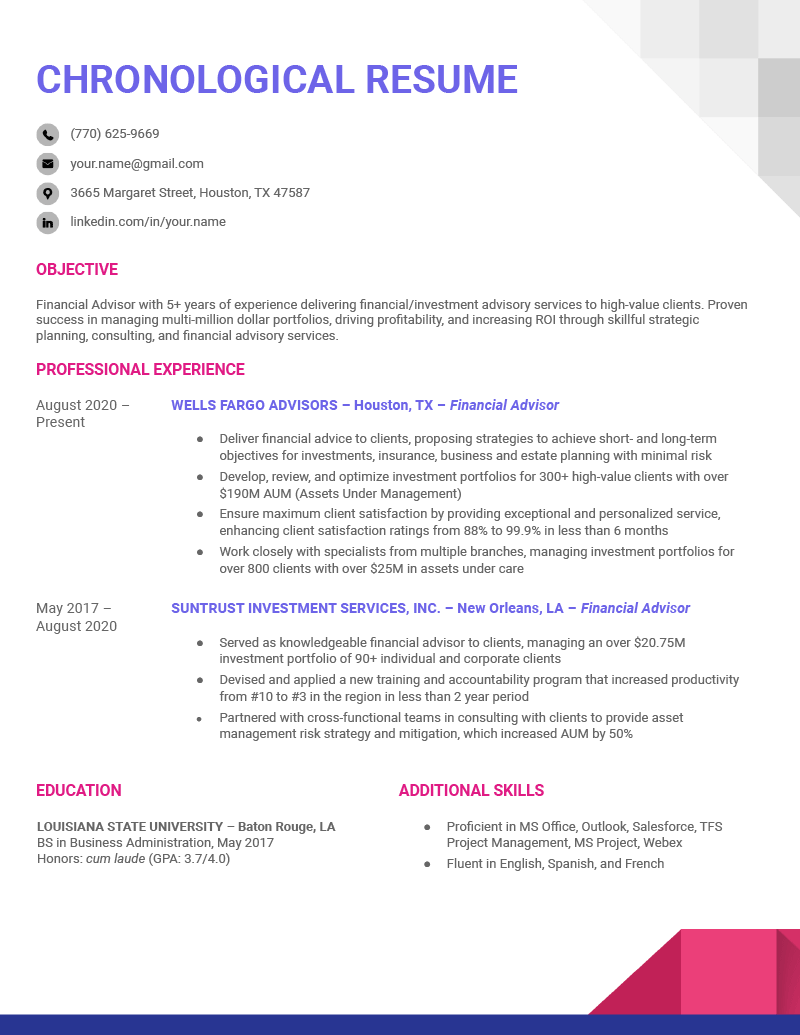 CHRONOLOGICAL RESUME
(770) 625-9669
your.name@gmail.com
3665 Margaret Street, Houston, TX 47587
linkedin.com/in/your.name
OBJECTIVE
Financial Advisor with 5+ years of experience delivering financial/investment advisory services to high-value clients. Proven
success in managing multi-million dollar portfolios, driving profitability, and increasing ROI through skillful strategic
planning, consulting, and financial advisory services.
PROFESSIONAL EXPERIENCE
August 2020 –
Present
WELLS FARGO ADVISORS – Houston, TX – Financial Advisor
● Deliver financial advice to clients, proposing strategies to achieve short- and long-term
objectives for investments, insurance, business and estate planning with minimal risk
● Develop, review, and optimize investment portfolios for 300+ high-value clients with over
$190M AUM (Assets Under Management)
● Ensure maximum client satisfaction by providing exceptional and personalized service,
enhancing client satisfaction ratings from 88% to 99.9% in less than 6 months
● Work closely with specialists from multiple branches, managing investment portfolios for
over 800 clients with over $25M in assets under care
May 2017 –
August 2020
SUNTRUST INVESTMENT SERVICES, INC. – New Orleans, LA – Financial Advisor
● Served as knowledgeable financial advisor to clients, managing an over $20.75M
investment portfolio of 90+ individual and corporate clients
● Devised and applied a new training and accountability program that increased productivity
from #10 to #3 in the region in less than 2 year period
● Partnered with cross-functional teams in consulting with clients to provide asset
management risk strategy and mitigation, which increased AUM by 50%
EDUCATION
LOUISIANA STATE UNIVERSITY – Baton Rouge, LA
BS in Business Administration, May 2017
Honors: cum laude (GPA: 3.7/4.0)
ADDITIONAL SKILLS
● Proficient in MS Office, Outlook, Salesforce, TFS
Project Management, MS Project, Webex
● Fluent in English, Spanish, and French